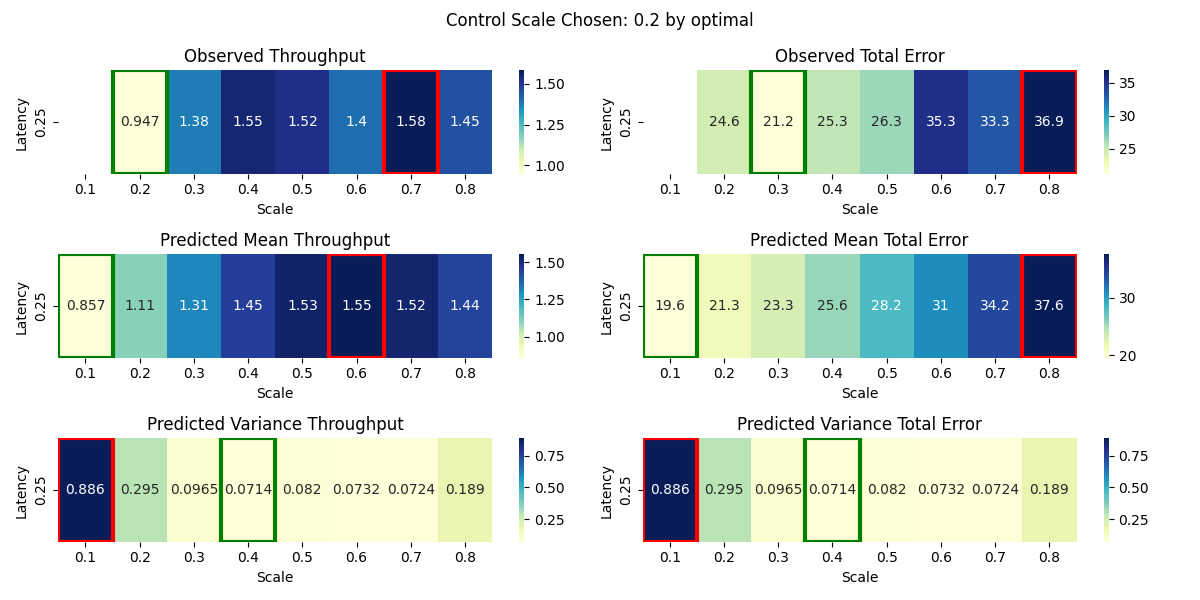 Control Scale Chosen: 0.2 by optimal
Observed Throughput
Latency
0.25
0.947 1.38 1.55 1.52 1.4 1.58 1.45
0.1 0.2 0.3 0.4 0.5 0.6 0.7 0.8
Scale
1.50
1.25
1.00
Observed Total Error
Latency
0.25
24.6 21.2 25.3 26.3 35.3 33.3 36.9
0.1 0.2 0.3 0.4 0.5 0.6 0.7 0.8
Scale
35
30
25
Predicted Mean Throughput
Latency
0.25
0.857 1.11 1.31 1.45 1.53 1.55 1.52 1.44
0.1 0.2 0.3 0.4 0.5 0.6 0.7 0.8
Scale
1.50
1.25
1.00
Predicted Mean Total Error
Latency
0.25
19.6 21.3 23.3 25.6 28.2 31 34.2 37.6
0.1 0.2 0.3 0.4 0.5 0.6 0.7 0.8
Scale
30
20
Predicted Variance Throughput
Latency
0.25
0.886 0.295 0.0965 0.0714 0.082 0.0732 0.0724 0.189
0.1 0.2 0.3 0.4 0.5 0.6 0.7 0.8
Scale
0.75
0.50
0.25
Predicted Variance Total Error
Latency
0.25
0.886 0.295 0.0965 0.0714 0.082 0.0732 0.0724 0.189
0.1 0.2 0.3 0.4 0.5 0.6 0.7 0.8
Scale
0.75
0.50
0.25